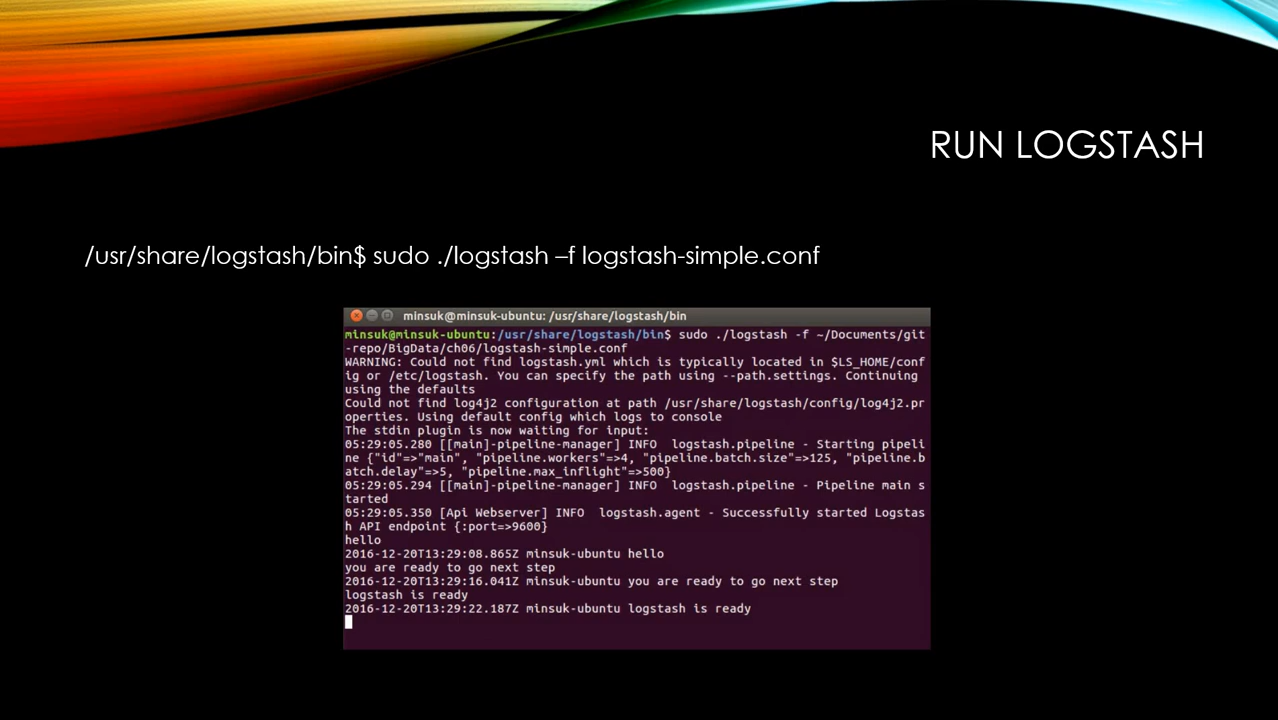 RUN LOGSTASH
/usr/share/logstash/bin$ sudo ./logstash –f logstash-simple.conf
minsuk@minsuk-ubuntu: /usr/share/logstash/bin
minsuk@minsuk-ubuntu:/usr/share/logstash/bin$ sudo ./logstash -f ~/Documents/git
-repo/BigData/ch06/logstash-simple.conf
WARNING: Could not find logstash.yml which is typically located in $LS_HOME/conf
ig or /etc/logstash. You can specify the path using --path.settings. Continuing
using the defaults
Could not find log4j2 configuration at path /usr/share/logstash/config/log4j2.pr
operties. Using default config which logs to console
The stdin plugin is now waiting for input:
05:29:05.280 [[main]-pipeline-manager] INFO  logstash.pipeline - Starting pipeli
ne {"id"=>"main", "pipeline.workers"=>4, "pipeline.batch.size"=>125, "pipeline.b
atch.delay"=>5, "pipeline.max_inflight"=>500}
05:29:05.294 [[main]-pipeline-manager] INFO  logstash.pipeline - Pipeline main s
tarted
05:29:05.350 [Api Webserver] INFO  logstash.agent - Successfully started Logstas
h API endpoint {:port=>9600}
hello
2016-12-20T13:29:08.865Z minsuk-ubuntu hello
you are ready to go next step
2016-12-20T13:29:16.041Z minsuk-ubuntu you are ready to go next step
logstash is ready
2016-12-20T13:29:22.187Z minsuk-ubuntu logstash is ready